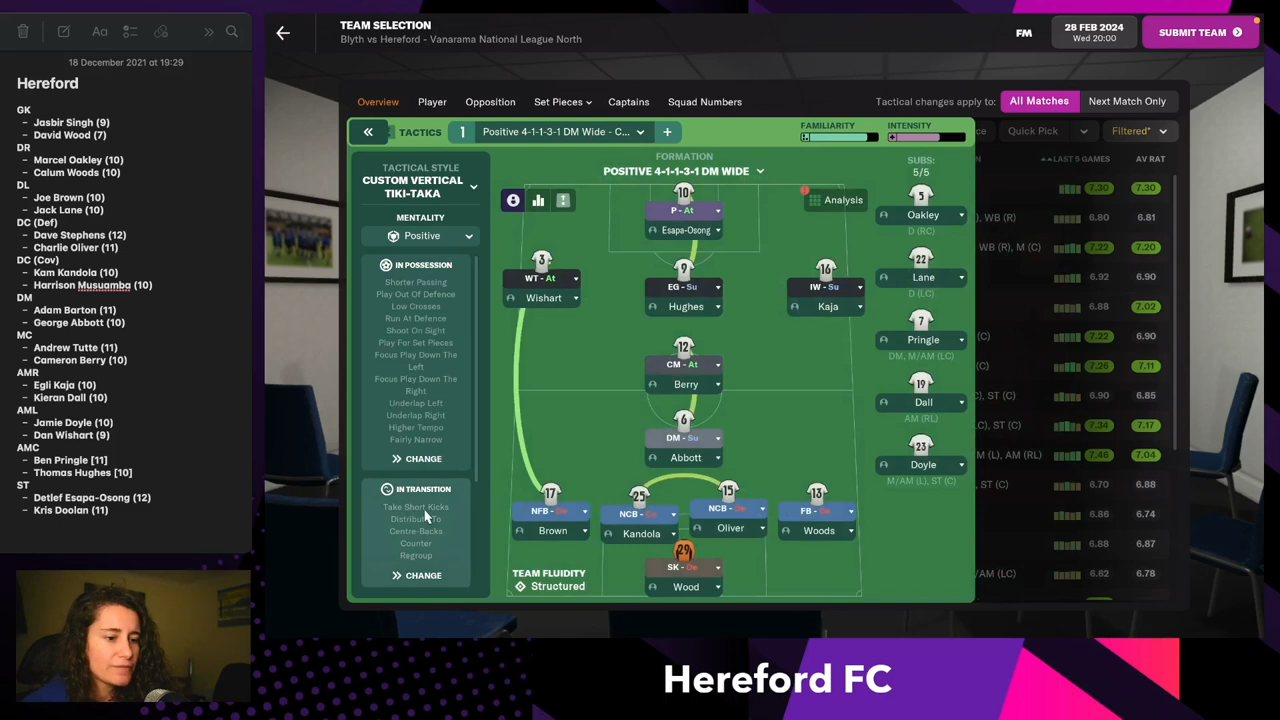 18 December 2021 at 19:29
Hereford
GK
- Jasbir Singh (9)
- David Wood (7)
DR
- Marcel Oakley (10)
- Calum Woods (10)
DL
- Joe Brown (10)
- Jack Lane (10)
DC (Def)
- Dave Stephens (12)
- Charlie Oliver (11)
DC (Cov)
- Kam Kandola (10)
- Harrison Musuamba (10)
DM
- Adam Barton (11)
- George Abbott (10)
MC
- Andrew Tutte (11)
- Cameron Berry (10)
AMR
- Egli Kaja (10)
- Kieran Dall (10)
AML
- Jamie Doyle (10)
- Dan Wishart (9)
AMC
- Ben Pringle [11]
- Thomas Hughes [10]
ST
- Detlef Esapa-Osong (12)
- Kris Doolan (11)
TEAM SELECTION
Blyth vs Hereford - Vanarama National League North
FM
28 FEB 2024
Wed 20:00
SUBMIT TEAM
Overview Player Opposition Set Pieces Captains Squad Numbers
Tactical changes apply to: All Matches Next Match Only
TACTICS 1 Positive 4-1-1-3-1 DM Wide - C...
FAMILIARITY
INTENSITY
Quick Pick
Filtered*
TACTICAL STYLE
CUSTOM VERTICAL
TIKI-TAKA
MENTALITY
Positive
IN POSSESSION
Shorter Passing
Play Out Of Defence
Low Crosses
Run At Defence
Shoot On Sight
Play For Set Pieces
Focus Play Down The
Left
Focus Play Down The
Right
Underlap Left
Underlap Right
Higher Tempo
Fairly Narrow
CHANGE
IN TRANSITION
Take Short Kicks
Distribute To
Centre-Backs
Counter
Regroup
CHANGE
FORMATION
POSITIVE 4-1-1-3-1 DM WIDE
Analysis
10
P - At
Esapa-Osong
3
WT - At
Wishart
9
EG - Su
Hughes
16
IW - Su
Kaja
12
CM - At
Berry
6
DM - Su
Abbott
17
NFB - De
Brown
25
NCB - De
Kandola
15
NCB - De
Oliver
13
FB - De
Woods
29
SK - De
Wood
TEAM FLUIDITY
Structured
SUBS:
5/5
5
Oakley
D (RC)
22
Lane
D (LC)
7
Pringle
DM, M/AM (LC)
19
Dall
AM (RL)
23
Doyle
M/AM (L), ST (C)
LAST 5 GAMES AV RAT
7.30 7.30
WB (R) 6.80 6.81
WB (R), M (C) 7.22 7.20
6.92 6.90
6.88 7.02
7.22 6.90
7.26 7.11
ST (C) 6.90 6.85
7.34 7.17
AM (RL) 7.46 7.04
6.88 6.87
/AM (LC) 6.62 6.78
6.74
Hereford FC